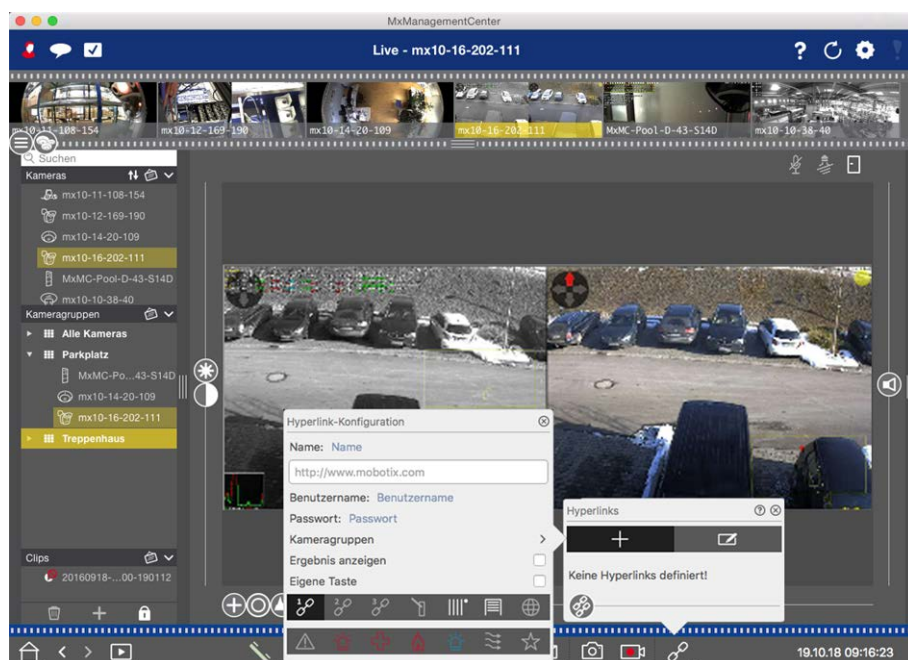 MxManagementCenter
Live - mx10-16-202-111
mx10-11-108-154
mx10-12-169-190
mx10-14-20-109
mx10-16-202-111
MxMC-Pool-D-43-S14D
mx10-10-38-40
Suchen
Kameras
mx10-11-108-154
mx10-12-169-190
mx10-14-20-109
mx10-16-202-111
MxMC-Pool-D-43-S14D
mx10-10-38-40
Kameragruppen
Alle Kameras
Parkplatz
MxMC-Po...43-S14D
mx10-14-20-109
mx10-16-202-111
Treppenhaus
Clips
20160918-...00-190112
Hyperlink-Konfiguration
Name: Name
http://www.mobotix.com
Benutzername: Benutzername
Passwort: Passwort
Kameragruppen
Ergebnis anzeigen
Eigene Taste
1
2
3
Hyperlinks
Keine Hyperlinks definiert!
19.10.18 09:16:23